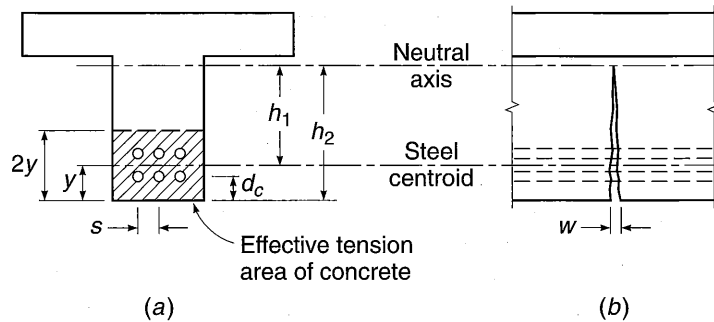 Neutral
axis
h1
h2
2y
y
Steel
centroid
dc
s
w
Effective tension
area of concrete
(a)
(b)